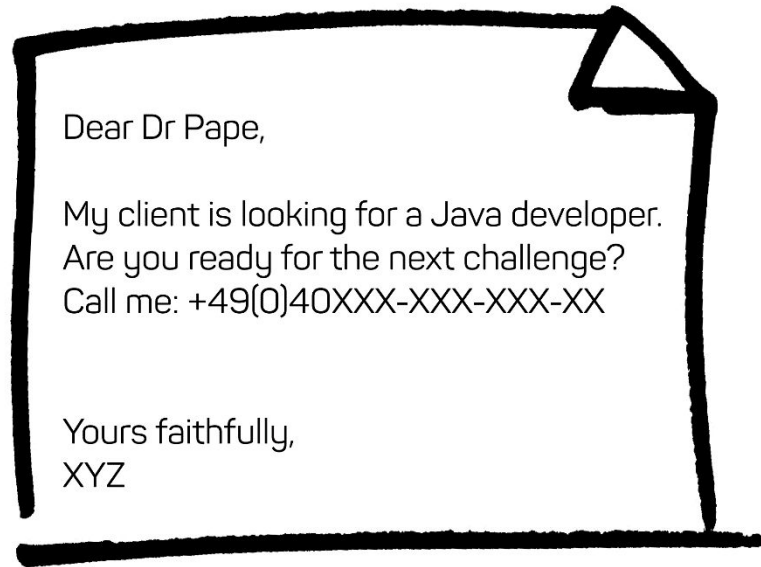 Dear Dr Pape,
My client is looking for a Java developer.
Are you ready for the next challenge?
Call me: +49(0)40XXX-XXX-XXX-XX
Yours faithfully,
XYZ